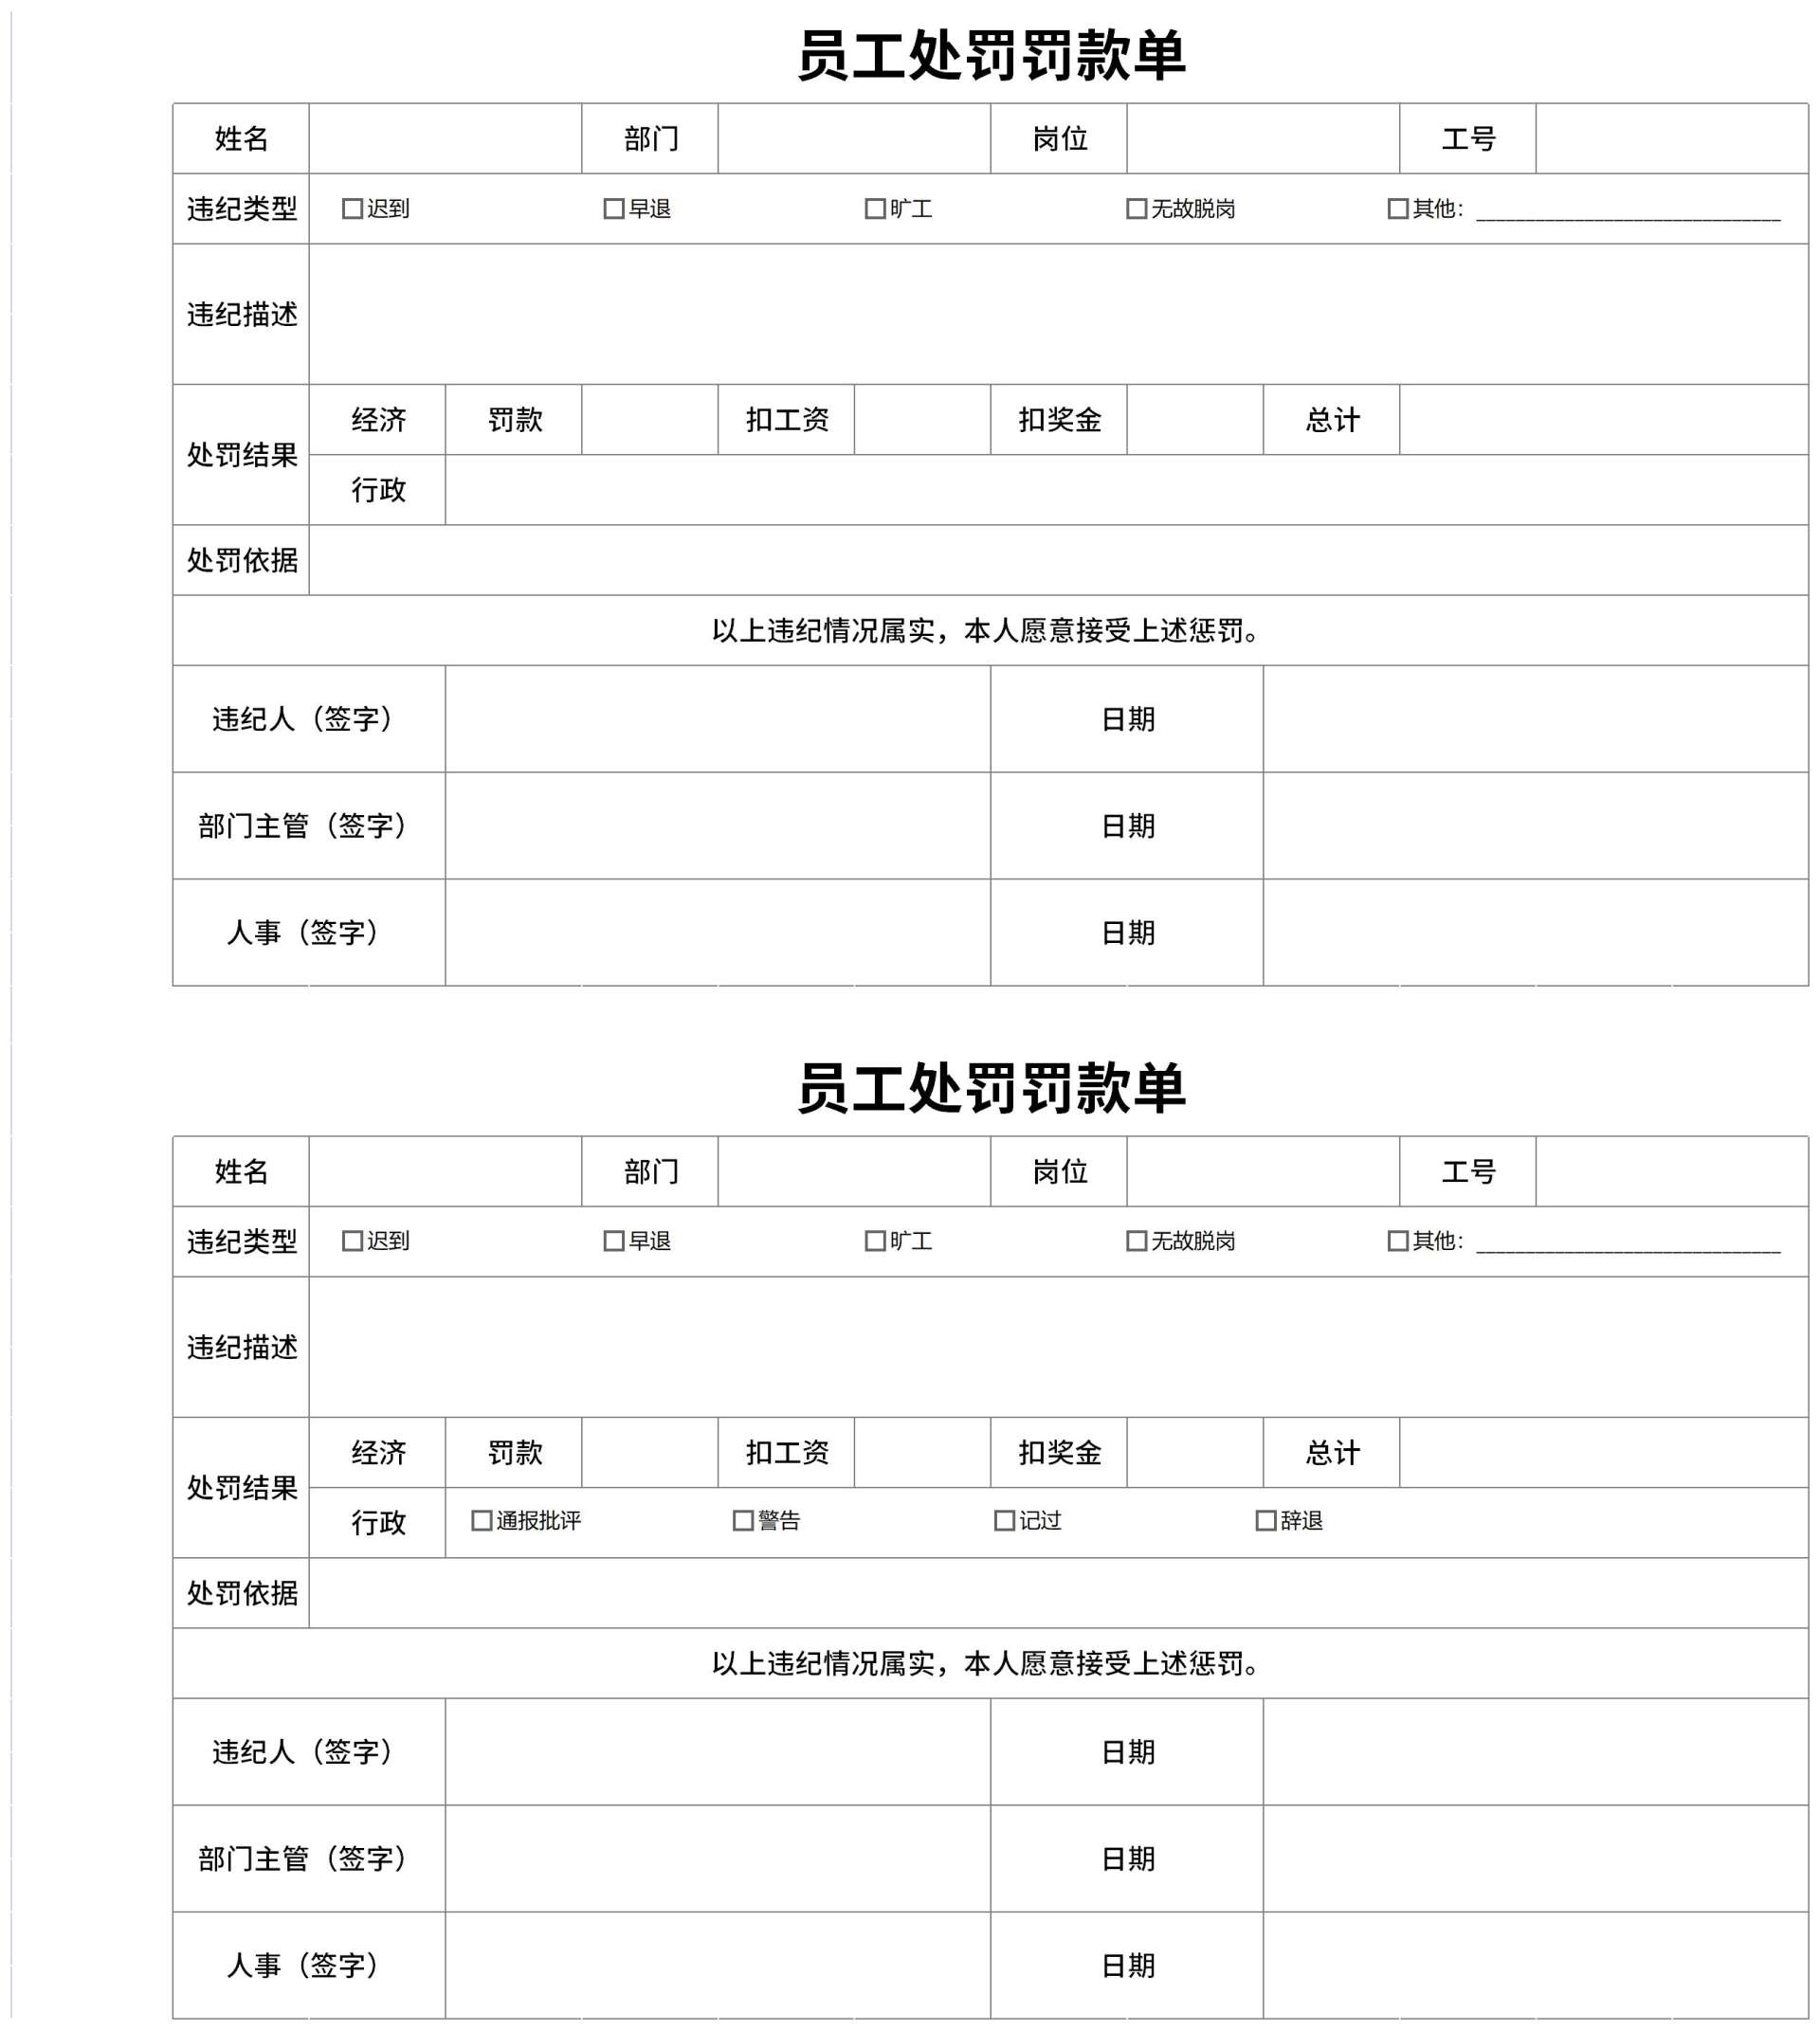 员工处罚罚款单
姓名 部门 岗位 工号
违纪类型 □迟到 □早退 □旷工 □无故脱岗 □其他：____________________________
违纪描述
处罚结果 经济 罚款 扣工资 扣奖金 总计
行政
处罚依据
以上违纪情况属实，本人愿意接受上述惩罚。
违纪人（签字） 日期
部门主管（签字） 日期
人事（签字） 日期
员工处罚罚款单
姓名 部门 岗位 工号
违纪类型 □迟到 □早退 □旷工 □无故脱岗 □其他：____________________________
违纪描述
处罚结果 经济 罚款 扣工资 扣奖金 总计
行政 □通报批评 □警告 □记过 □辞退
处罚依据
以上违纪情况属实，本人愿意接受上述惩罚。
违纪人（签字） 日期
部门主管（签字） 日期
人事（签字） 日期